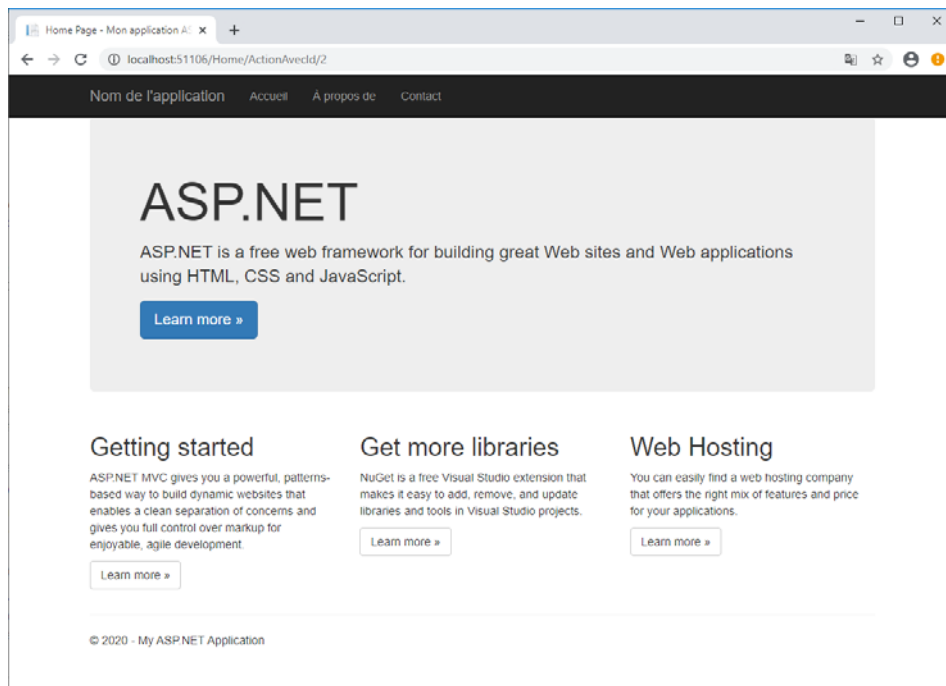 Home Page - Mon application AS
localhost:51106/Home/ActionAvecId/2
Nom de l'application Accueil À propos de Contact
ASP.NET
ASP.NET is a free web framework for building great Web sites and Web applications
using HTML, CSS and JavaScript.
Learn more »
Getting started
ASP.NET MVC gives you a powerful, patterns-
based way to build dynamic websites that
enables a clean separation of concerns and
gives you full control over markup for
enjoyable, agile development.
Learn more »
Get more libraries
NuGet is a free Visual Studio extension that
makes it easy to add, remove, and update
libraries and tools in Visual Studio projects.
Learn more »
Web Hosting
You can easily find a web hosting company
that offers the right mix of features and price
for your applications.
Learn more »
© 2020 - My ASP.NET Application